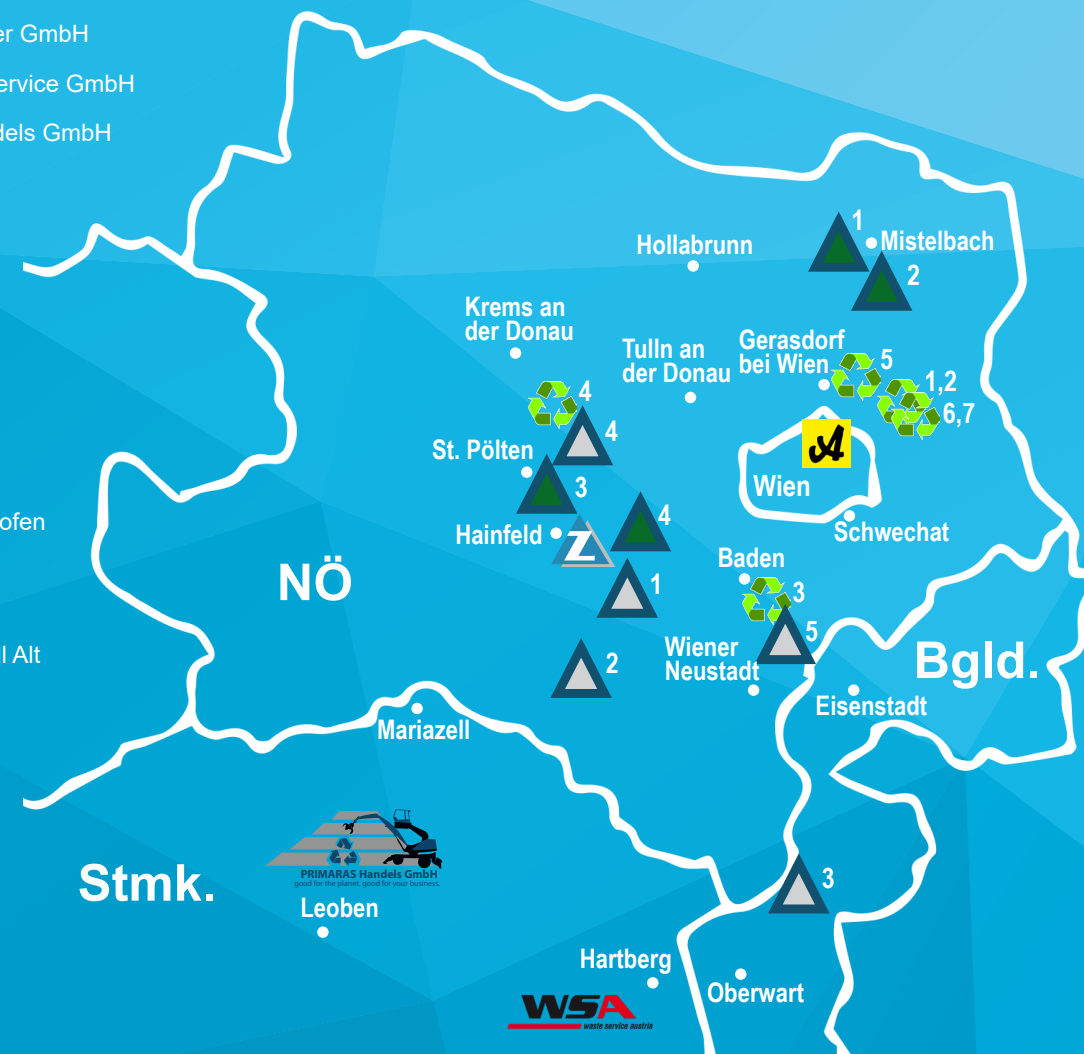 er GmbH
ervice GmbH
dels GmbH
1
Mistelbach
Hollabrunn
2
Krems an
der Donau
Tulln an
der Donau
Gerasdorf
bei Wien
5
1,2
6,7
4
4
St. Pölten
3
A
Wien
Schwechat
ofen
Hainfeld
Z
4
NÖ
1
Baden
3
5
ll Alt
2
Wiener
Neustadt
Bgld.
Eisenstadt
Mariazell
PRIMARAS Handels GmbH
good for the planet. good for your business.
Stmk.
Leoben
3
Hartberg
Oberwart
WSA
waste service austria